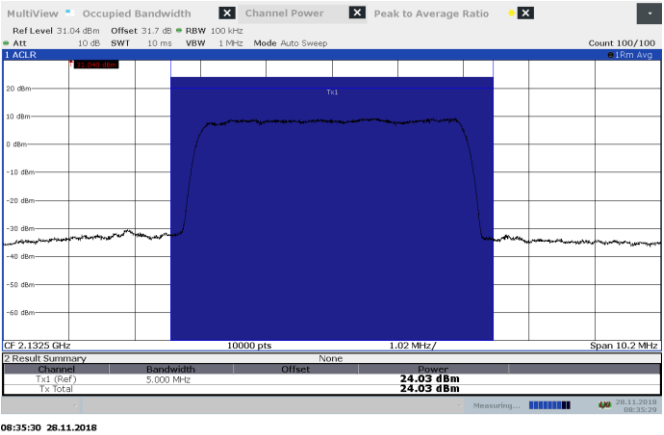 MultiView Occupied Bandwidth X Channel Power X Peak to Average Ratio X
Ref Level 31.04 dBm Offset 31.7 dB RBW 100 kHz
Att 10 dB SWT 10 ms VBW 1 MHz Mode Auto Sweep Count 100/100
1 ACLR 1Rm Avg
31.040 dBm
20 dBm
Tx1
10 dBm
0 dBm
-10 dBm
-20 dBm
-30 dBm
-40 dBm
-50 dBm
-60 dBm
CF 2.1325 GHz 10000 pts 1.02 MHz/ Span 10.2 MHz
2 Result Summary None
Channel Bandwidth Offset Power
Tx1 (Ref) 5.000 MHz 24.03 dBm
Tx Total 24.03 dBm
Measuring... 28.11.2018
08:35:29
08:35:30 28.11.2018